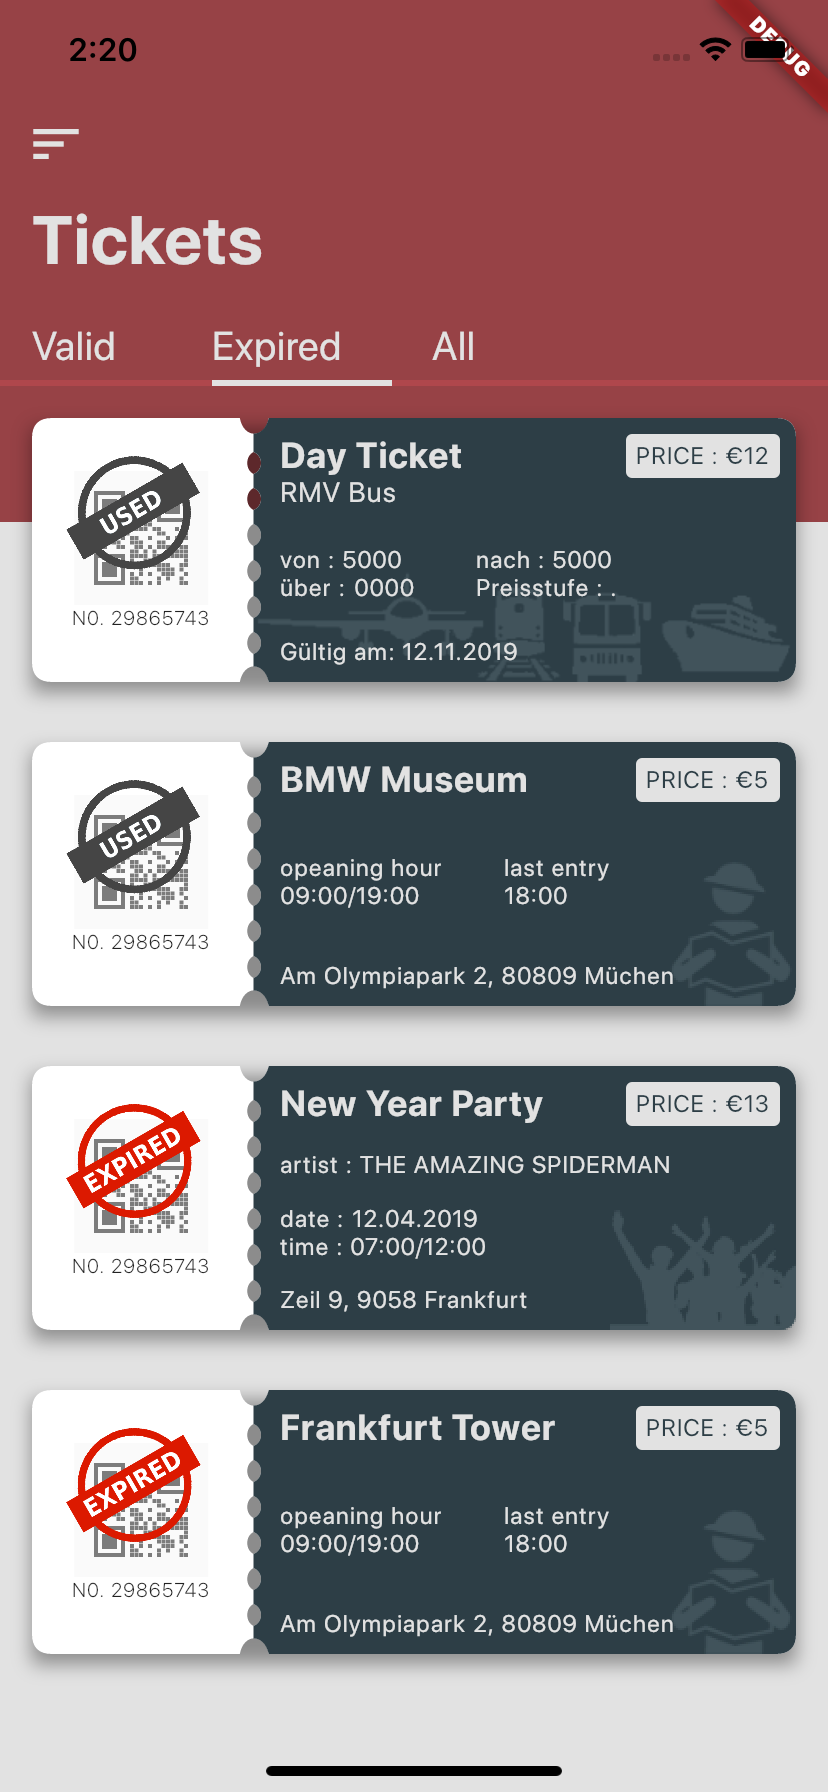 2:20
DEBUG
Tickets
Valid Expired All
USED
N0. 29865743
Day Ticket
PRICE : €12
RMV Bus
von : 5000 nach : 5000
über : 0000 Preisstufe : .
Gültig am: 12.11.2019
USED
N0. 29865743
BMW Museum
PRICE : €5
opeaning hour last entry
09:00/19:00 18:00
Am Olympiapark 2, 80809 Müchen
EXPIRED
N0. 29865743
New Year Party
PRICE : €13
artist : THE AMAZING SPIDERMAN
date : 12.04.2019
time : 07:00/12:00
Zeil 9, 9058 Frankfurt
EXPIRED
N0. 29865743
Frankfurt Tower
PRICE : €5
opeaning hour last entry
09:00/19:00 18:00
Am Olympiapark 2, 80809 Müchen